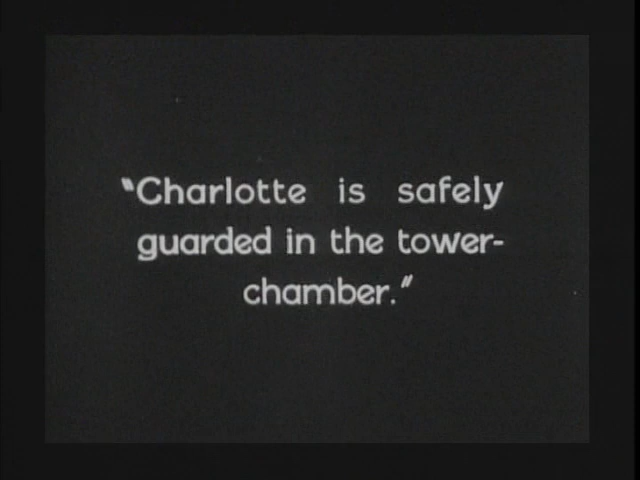 "Charlotte is safely
guarded in the tower-
chamber."